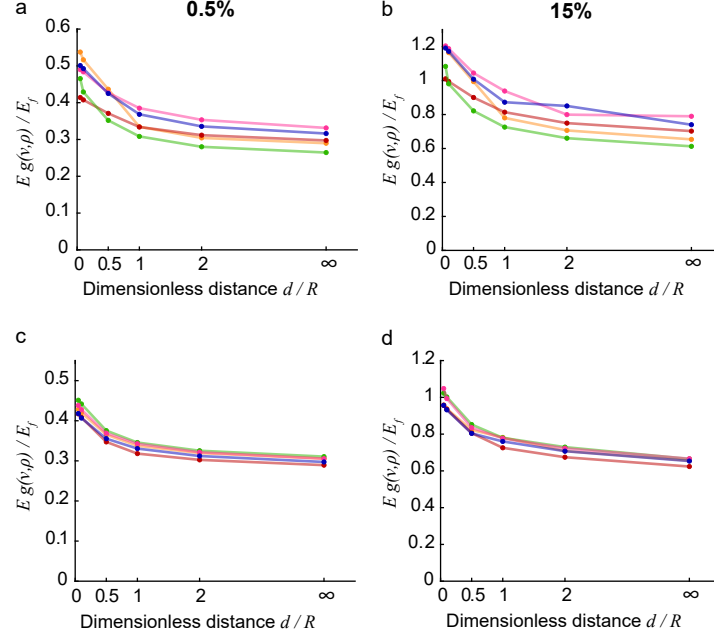 a
0.5%
b
15%
0.6
0.5
0.4
0.3
0.2
0.1
0
E g(ν,ρ) / E_f
0 0.5 1 2 ∞
Dimensionless distance d / R
1.2
1
0.8
0.6
0.4
0.2
0
E g(ν,ρ) / E_f
0 0.5 1 2 ∞
Dimensionless distance d / R
c
0.5
0.4
0.3
0.2
0.1
0
E g(ν,ρ) / E_f
0 0.5 1 2 ∞
Dimensionless distance d / R
d
1.2
1
0.8
0.6
0.4
0.2
0
E g(ν,ρ) / E_f
0 0.5 1 2 ∞
Dimensionless distance d / R